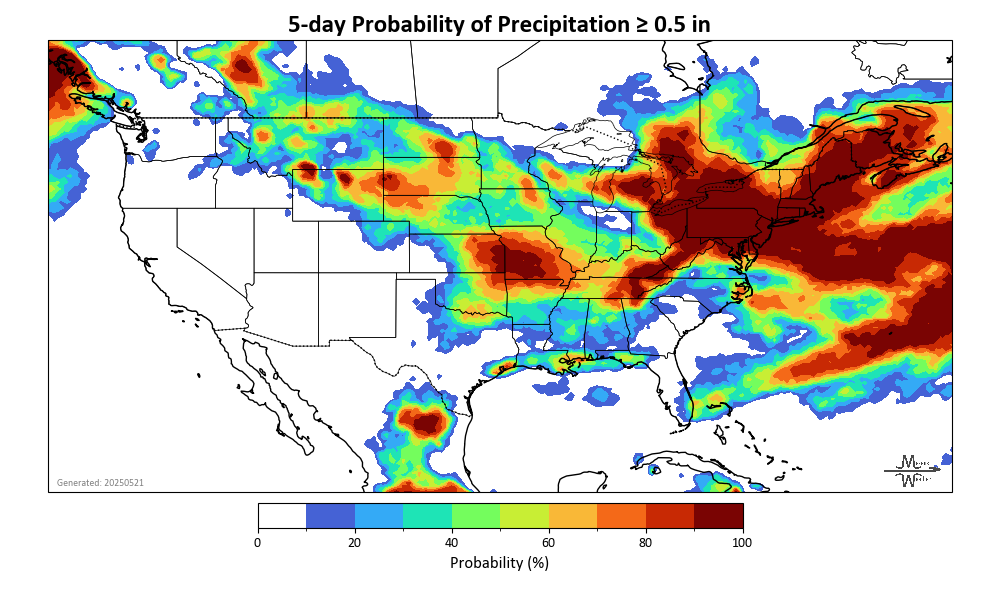 5-day Probability of Precipitation ≥ 0.5 in
Generated: 20250521
0 20 40 60 80 100
Probability (%)